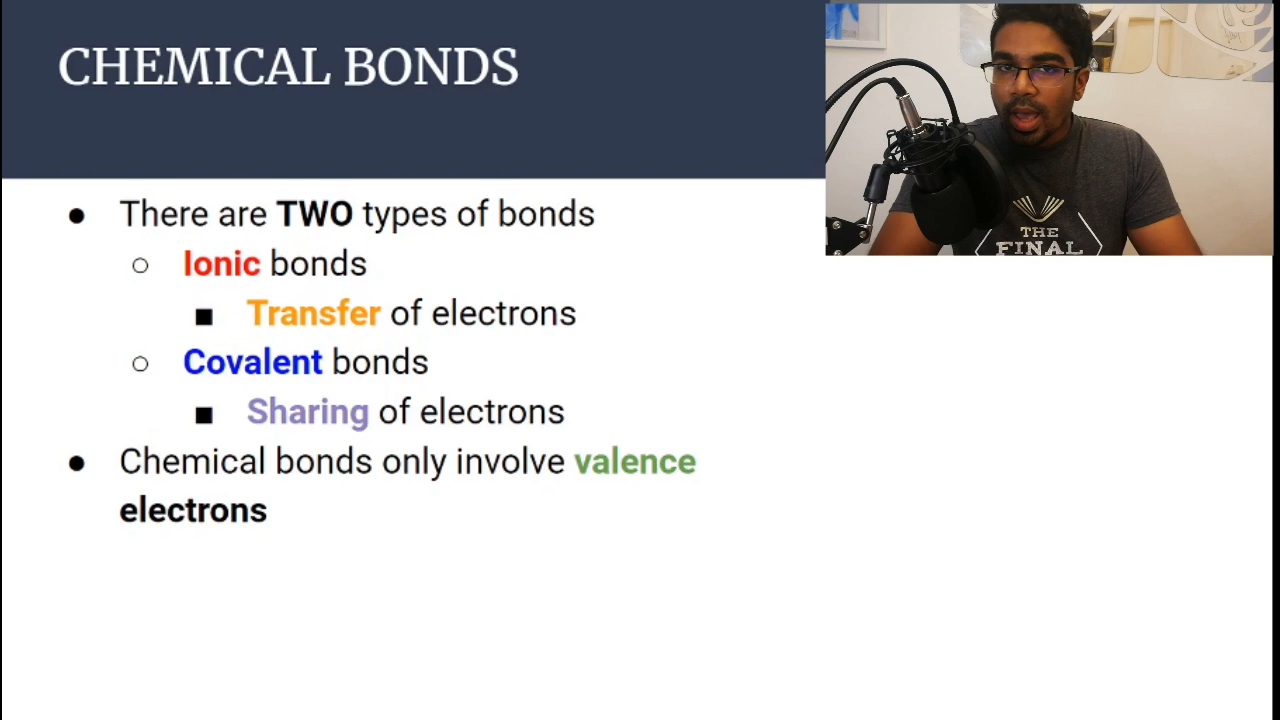 CHEMICAL BONDS
● There are TWO types of bonds
○ Ionic bonds
■ Transfer of electrons
○ Covalent bonds
■ Sharing of electrons
● Chemical bonds only involve valence
electrons
THE
FINAL